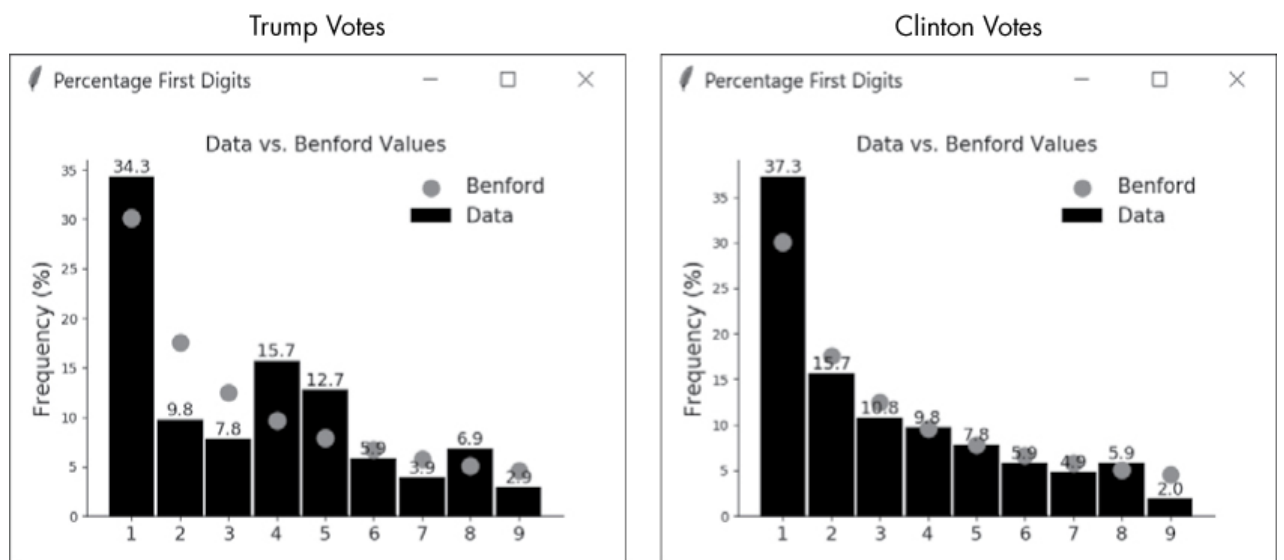 Trump Votes
Percentage First Digits
Data vs. Benford Values
34.3
9.8
7.8
15.7
12.7
5.9
3.9
6.9
2.9
Benford
Data
Frequency (%)
35
30
25
20
15
10
5
0
1 2 3 4 5 6 7 8 9
Clinton Votes
Percentage First Digits
Data vs. Benford Values
37.3
15.7
10.8
9.8
7.8
5.9
4.9
5.9
2.0
Benford
Data
Frequency (%)
35
30
25
20
15
10
5
0
1 2 3 4 5 6 7 8 9